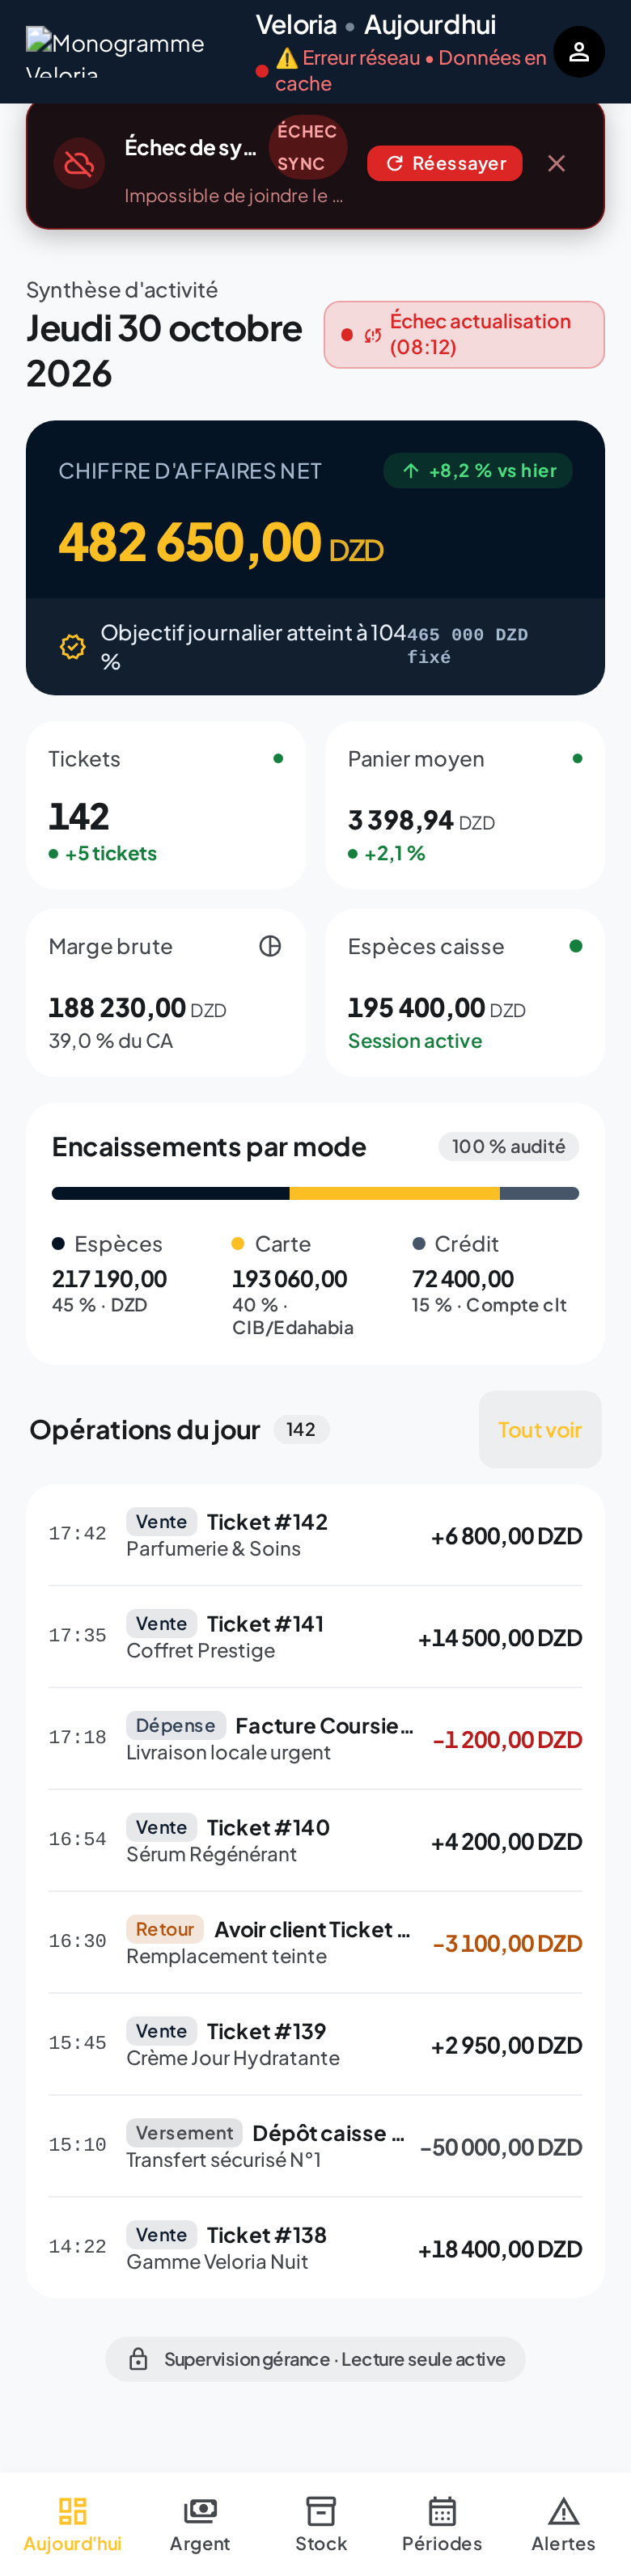 Monogramme
Veloria
Veloria • Aujourdhui
⚠️ Erreur réseau • Données en
cache
Échec de sy…
ÉCHEC
SYNC
Impossible de joindre le …
Réessayer
Synthèse d'activité
Jeudi 30 octobre
2026
Échec actualisation
(08:12)
CHIFFRE D'AFFAIRES NET
+8,2 % vs hier
482 650,00 DZD
Objectif journalier atteint à 104
%
465 000 DZD
fixé
Tickets
142
+5 tickets
Panier moyen
3 398,94 DZD
+2,1 %
Marge brute
188 230,00 DZD
39,0 % du CA
Espèces caisse
195 400,00 DZD
Session active
Encaissements par mode
100 % audité
Espèces
217 190,00
45 % · DZD
Carte
193 060,00
40 % ·
CIB/Edahabia
Crédit
72 400,00
15 % · Compte clt
Opérations du jour 142
Tout voir
17:42
Vente Ticket #142
Parfumerie & Soins
+6 800,00 DZD
17:35
Vente Ticket #141
Coffret Prestige
+14 500,00 DZD
17:18
Dépense Facture Coursie…
Livraison locale urgent
-1 200,00 DZD
16:54
Vente Ticket #140
Sérum Régénérant
+4 200,00 DZD
16:30
Retour Avoir client Ticket …
Remplacement teinte
-3 100,00 DZD
15:45
Vente Ticket #139
Crème Jour Hydratante
+2 950,00 DZD
15:10
Versement Dépôt caisse …
Transfert sécurisé N°1
-50 000,00 DZD
14:22
Vente Ticket #138
Gamme Veloria Nuit
+18 400,00 DZD
Supervision gérance · Lecture seule active
Aujourd'hui
Argent
Stock
Périodes
Alertes